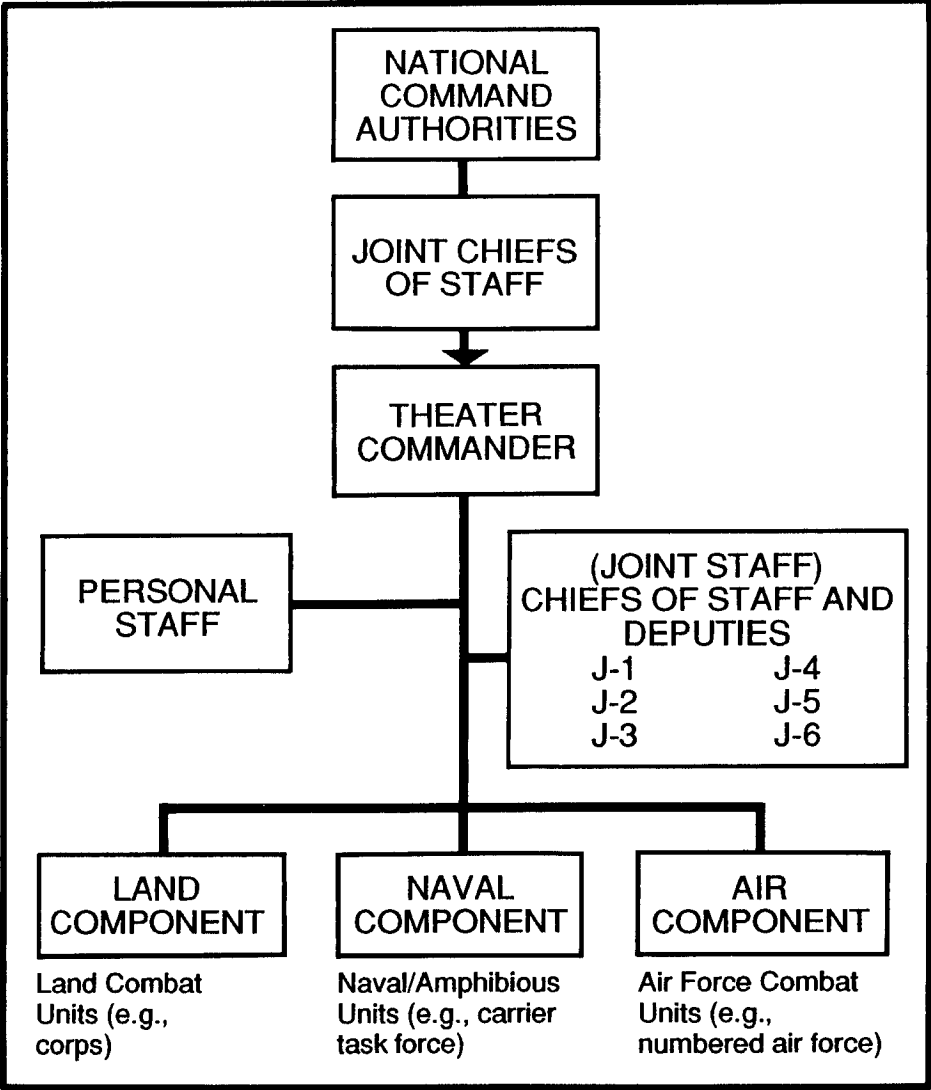 NATIONAL
COMMAND
AUTHORITIES
JOINT CHIEFS
OF STAFF
THEATER
COMMANDER
PERSONAL
STAFF
(JOINT STAFF)
CHIEFS OF STAFF AND
DEPUTIES
J-1 J-4
J-2 J-5
J-3 J-6
LAND
COMPONENT
Land Combat
Units (e.g.,
corps)
NAVAL
COMPONENT
Naval/Amphibious
Units (e.g., carrier
task force)
AIR
COMPONENT
Air Force Combat
Units (e.g.,
numbered air force)